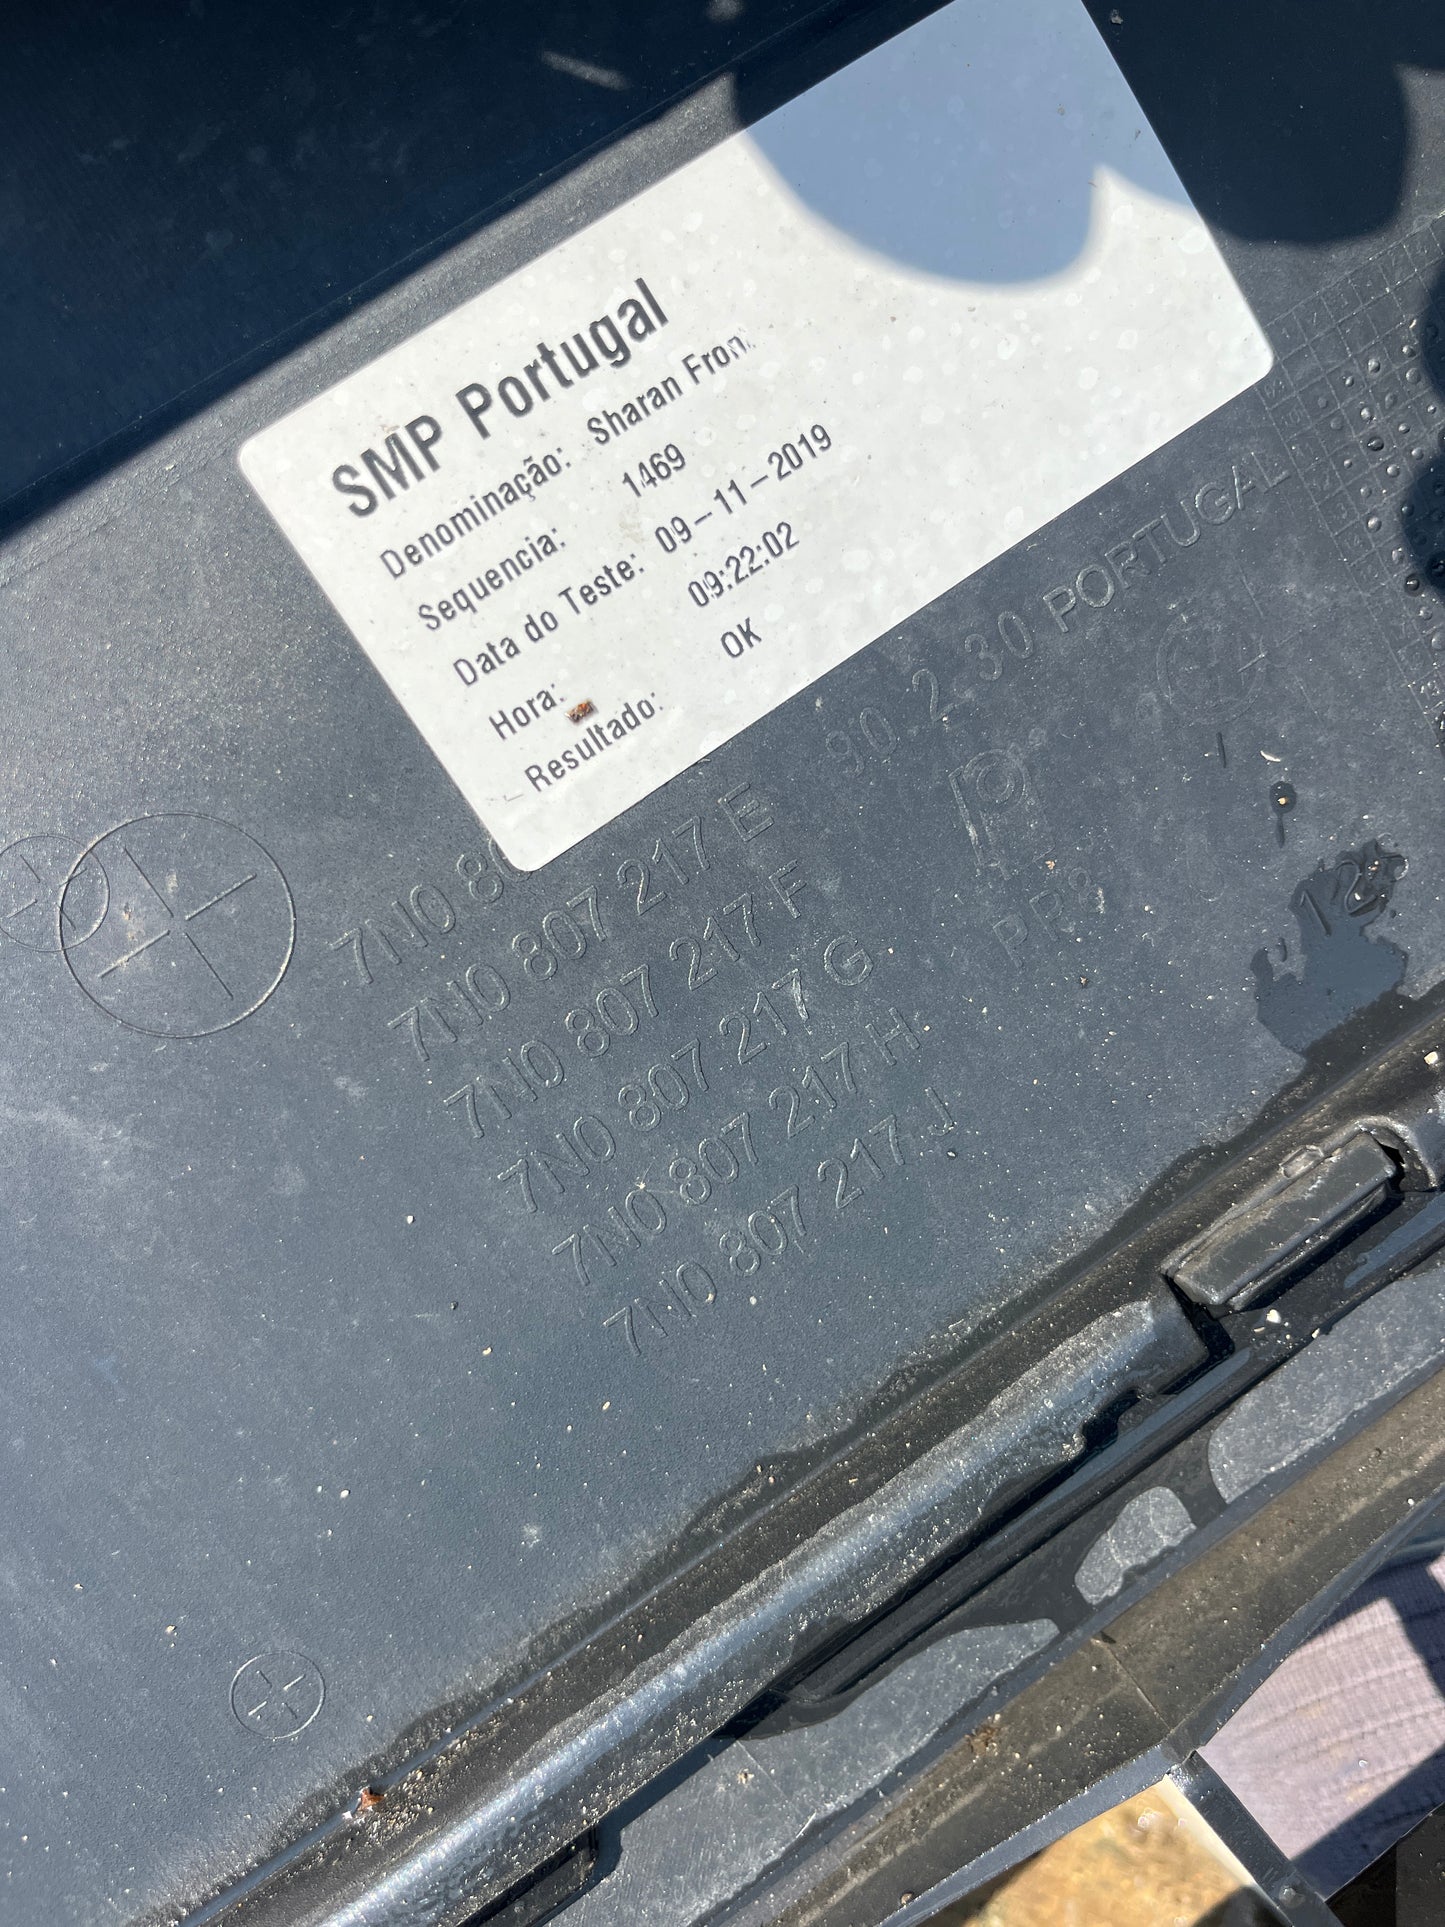 SMP Portugal
Denominação: Sharan Fron
Sequencia: 1469
Data do Teste: 09-11-2019
Hora: 09:22:02
Resultado: OK
90.2-30 PORTUGAL
7N0 80
7N0 807 217 E
7N0 807 217 F
7N0 807 217 G
7N0 807 217 H
7N0 807 217 J